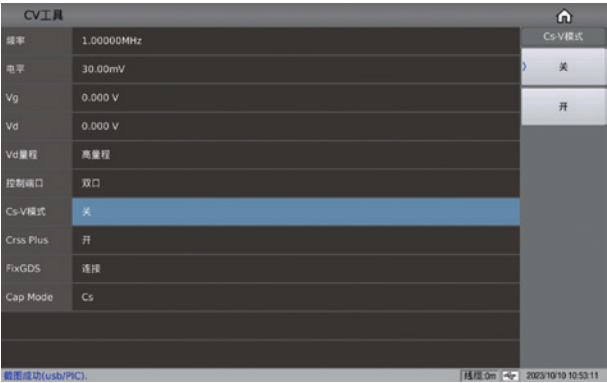 CV工具
频率 1.00000MHz
电平 30.00mV
Vg 0.000 V
Vd 0.000 V
Vd量程 高量程
控制端口 双口
Cs-V模式 关
Crss Plus 开
FixGDS 连接
Cap Mode Cs
Cs-V模式
关
开
截图成功(usb/PIC).
线缆:0m
2023/10/10 10:53:11